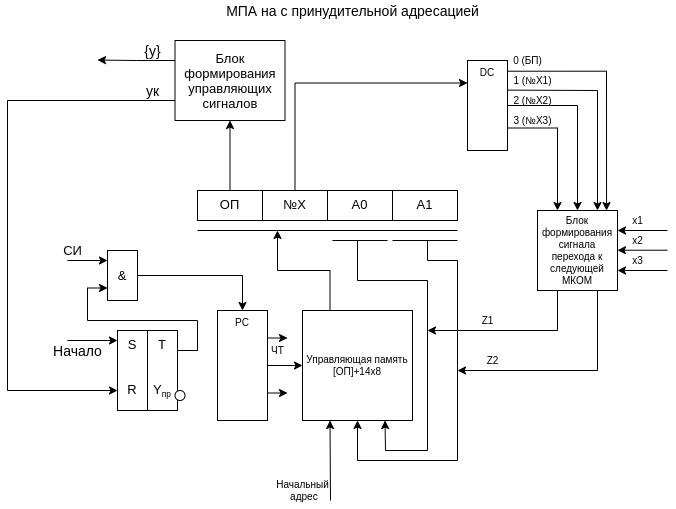 МПА на с принудительной адресацией
{y}
ук
Блок
формирования
управляющих
сигналов
DC
0 (БП)
1 (№X1)
2 (№X2)
3 (№X3)
ОП
№X
A0
A1
Блок
формирования
сигнала
перехода к
следующей
МКОМ
x1
x2
x3
СИ
&
Начало
S
T
R
Yпр
РС
ЧТ
Управляющая память
[ОП]+14x8
Z1
Z2
Начальный
адрес